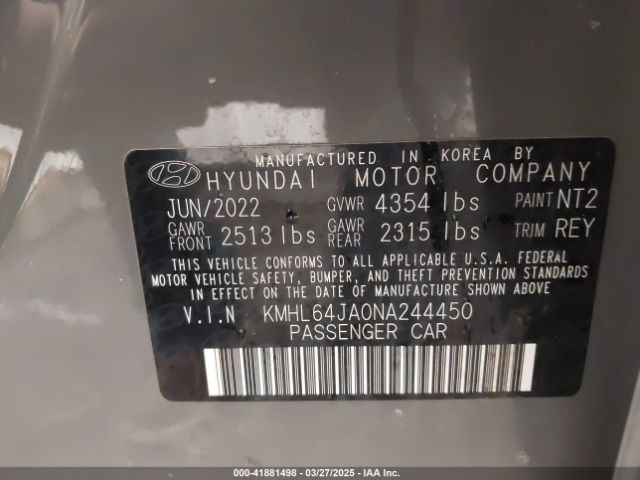 MANUFACTURED IN KOREA BY
HYUNDAI MOTOR COMPANY
JUN/2022 GVWR 4354 lbs PAINT NT2
GAWR FRONT 2513 lbs GAWR REAR 2315 lbs TRIM REY
THIS VEHICLE CONFORMS TO ALL APPLICABLE U.S.A. FEDERAL
MOTOR VEHICLE SAFETY, BUMPER, AND THEFT PREVENTION STANDARDS
IN EFFECT ON THE DATE OF MANUFACTURE SHOWN ABOVE
V.I.N KMHL64JA0NA244450
PASSENGER CAR
000-41881498 - 03/27/2025 - IAA Inc.